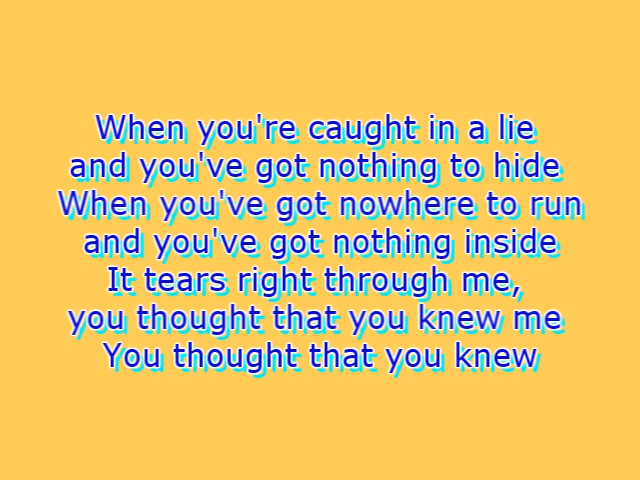 When you're caught in a lie
and you've got nothing to hide
When you've got nowhere to run
and you've got nothing inside
It tears right through me,
you thought that you knew me
You thought that you knew